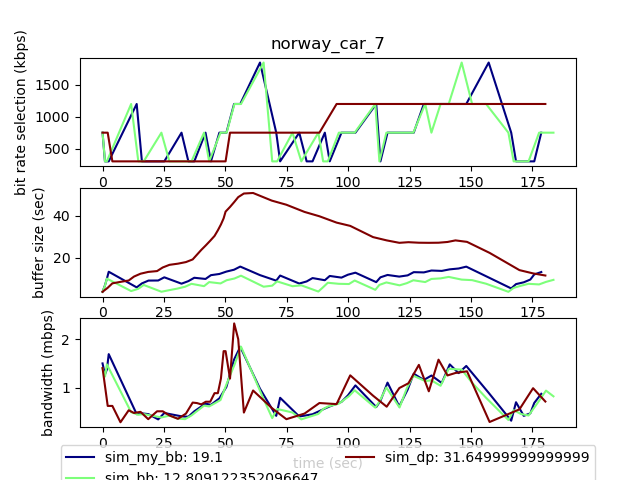 norway_car_7
bit rate selection (kbps)
1500
1000
500
0 25 50 75 100 125 150 175
buffer size (sec)
40
20
0 25 50 75 100 125 150 175
bandwidth (mbps)
2
1
0 25 50 75 100 125 150 175
time (sec)
sim_my_bb: 19.1
sim_dp: 31.64999999999999
sim_bb: 12.809122352096647